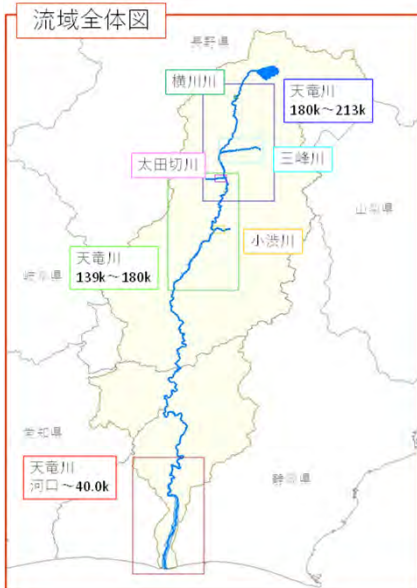 流域全体図
長野県
横川川
天竜川
180k～213k
太田切川
三峰川
山梨県
小渋川
天竜川
139k～180k
岐阜県
愛知県
静岡県
天竜川
河口～40.0k